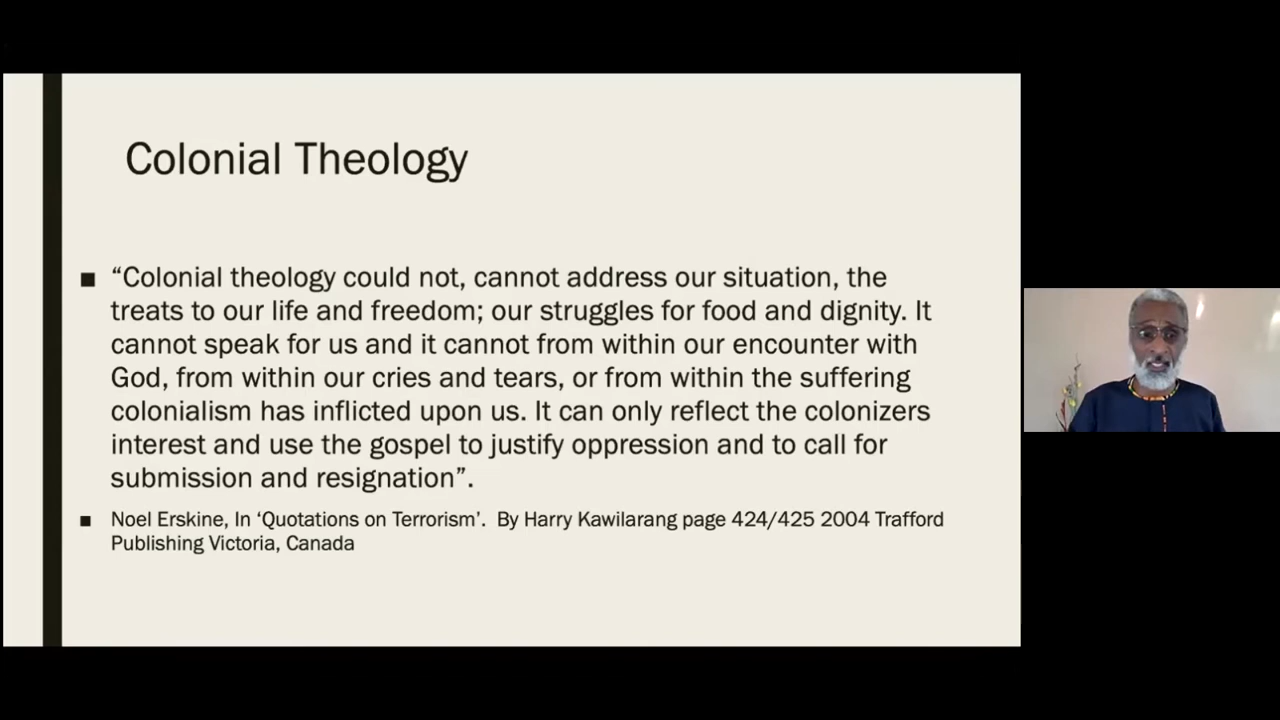 Colonial Theology
■ “Colonial theology could not, cannot address our situation, the
treats to our life and freedom; our struggles for food and dignity. It
cannot speak for us and it cannot from within our encounter with
God, from within our cries and tears, or from within the suffering
colonialism has inflicted upon us. It can only reflect the colonizers
interest and use the gospel to justify oppression and to call for
submission and resignation”.
■ Noel Erskine, In ‘Quotations on Terrorism’. By Harry Kawilarang page 424/425 2004 Trafford
Publishing Victoria, Canada